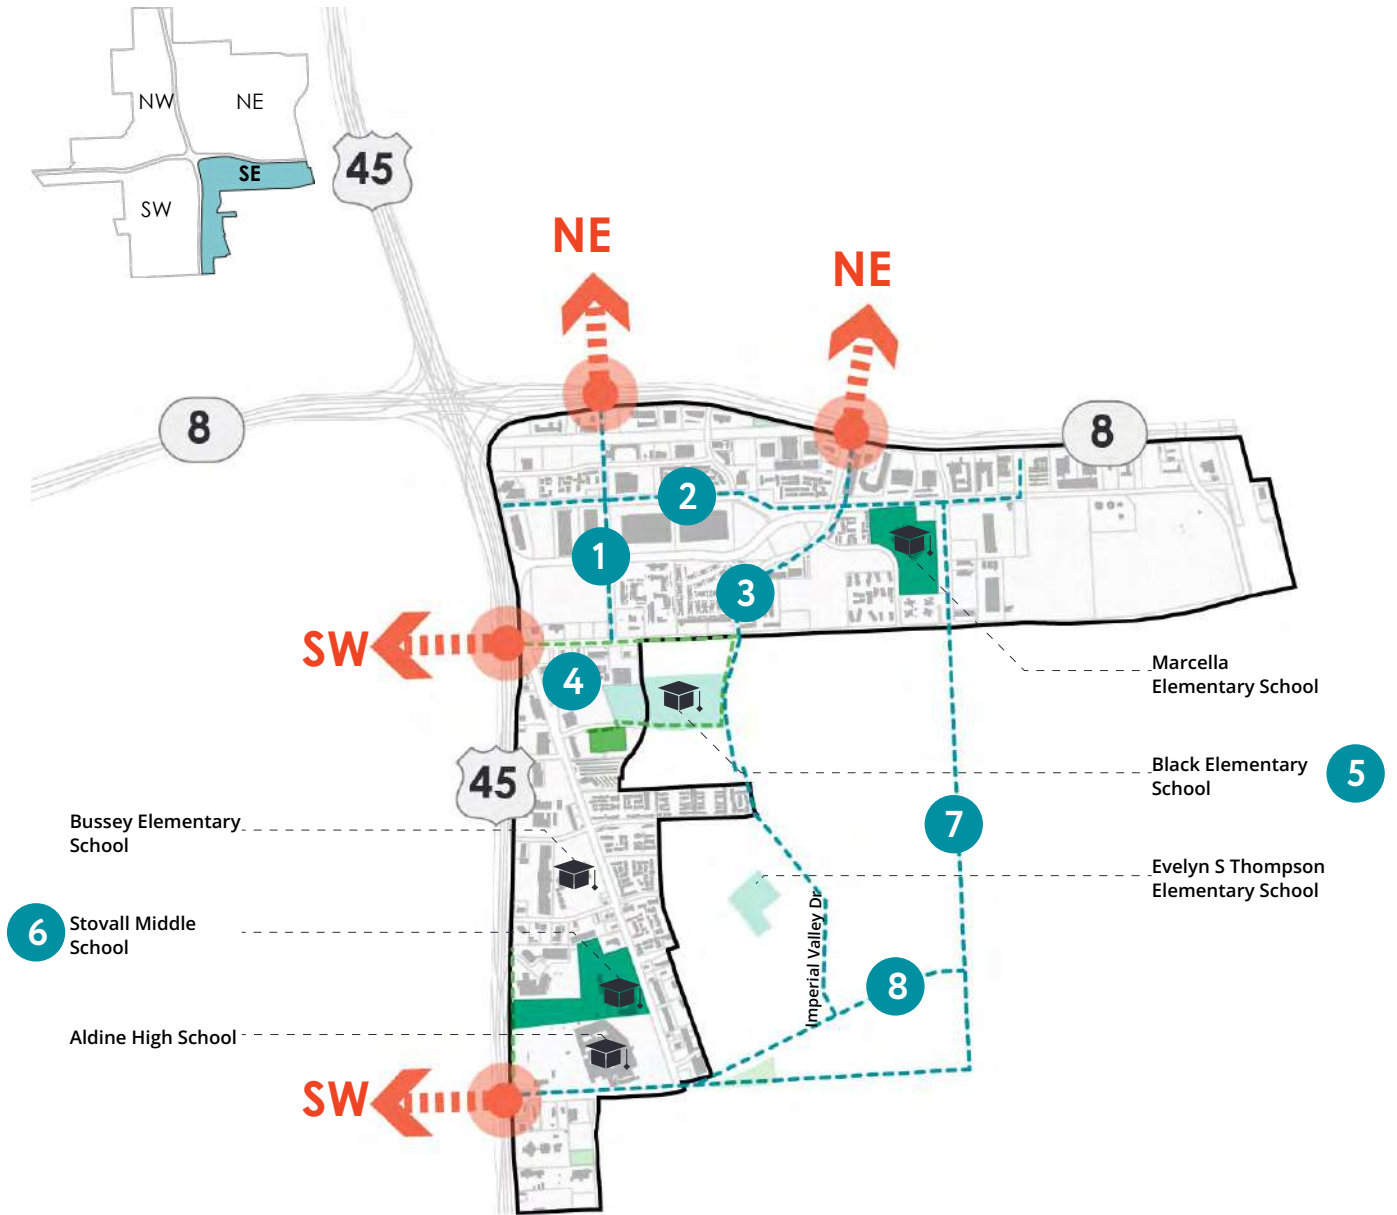 NW
NE
SE
SW
45
NE
NE
8
8
2
1
3
SW
4
Marcella
Elementary School
Black Elementary
School
5
45
7
Bussey Elementary
School
Evelyn S Thompson
Elementary School
6
Stovall Middle
School
Imperial Valley Dr
8
Aldine High School
SW